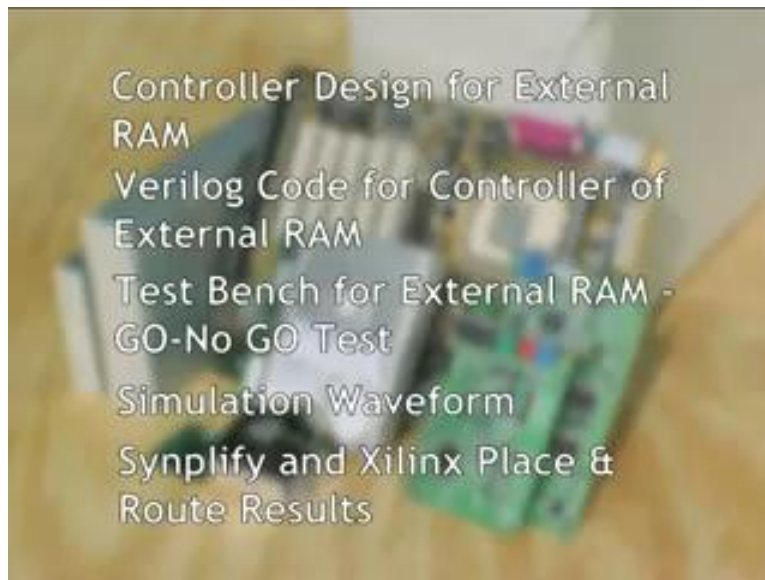 Controller Design for External
RAM
Verilog Code for Controller of
External RAM
Test Bench for External RAM -
GO-No GO Test
Simulation Waveform
Synplify and Xilinx Place &
Route Results